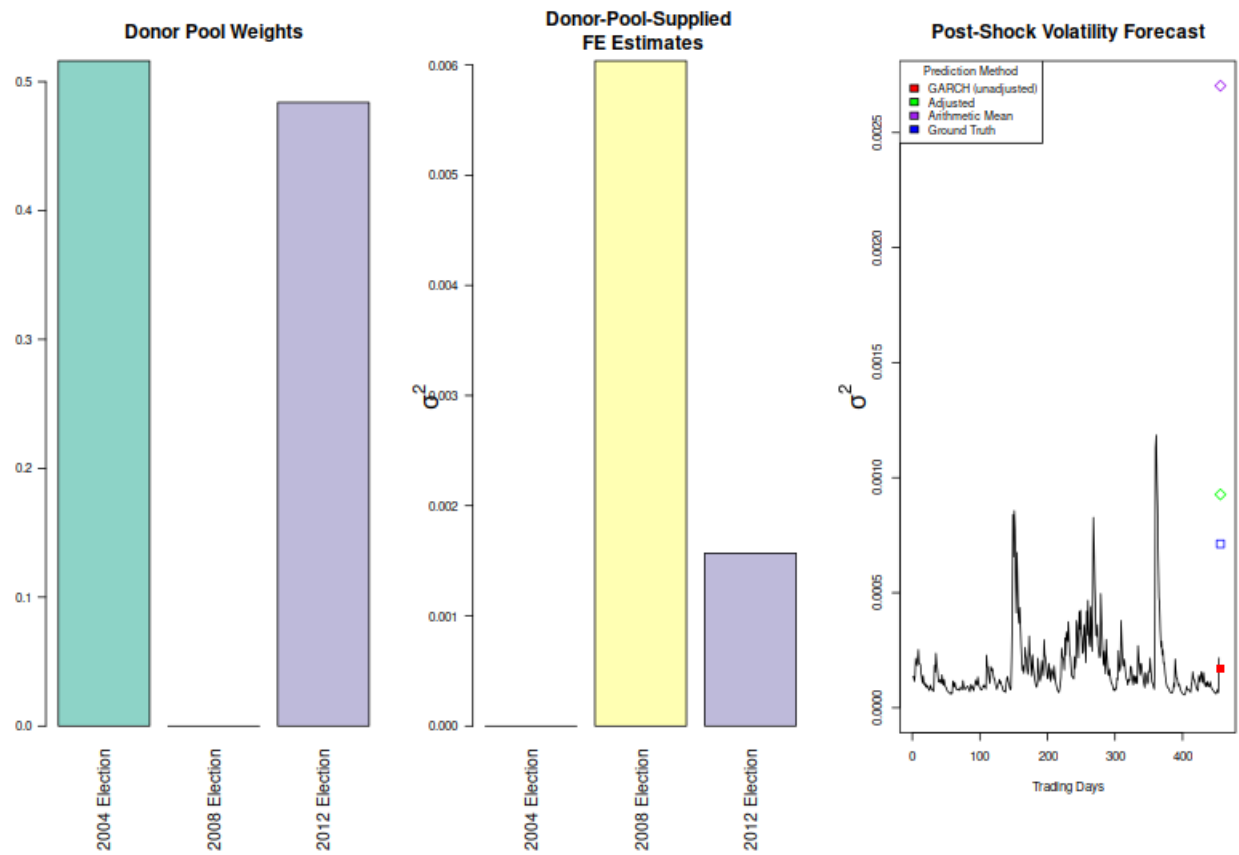 Donor Pool Weights
0.5
0.4
0.3
0.2
0.1
0.0
2004 Election
2008 Election
2012 Election
Donor-Pool-Supplied
FE Estimates
σ²
0.006
0.005
0.004
0.003
0.002
0.001
0.000
2004 Election
2008 Election
2012 Election
Post-Shock Volatility Forecast
Prediction Method
GARCH (unadjusted)
Adjusted
Arithmetic Mean
Ground Truth
σ²
0.0025
0.0020
0.0015
0.0010
0.0005
0.0000
0
100
200
300
400
Trading Days